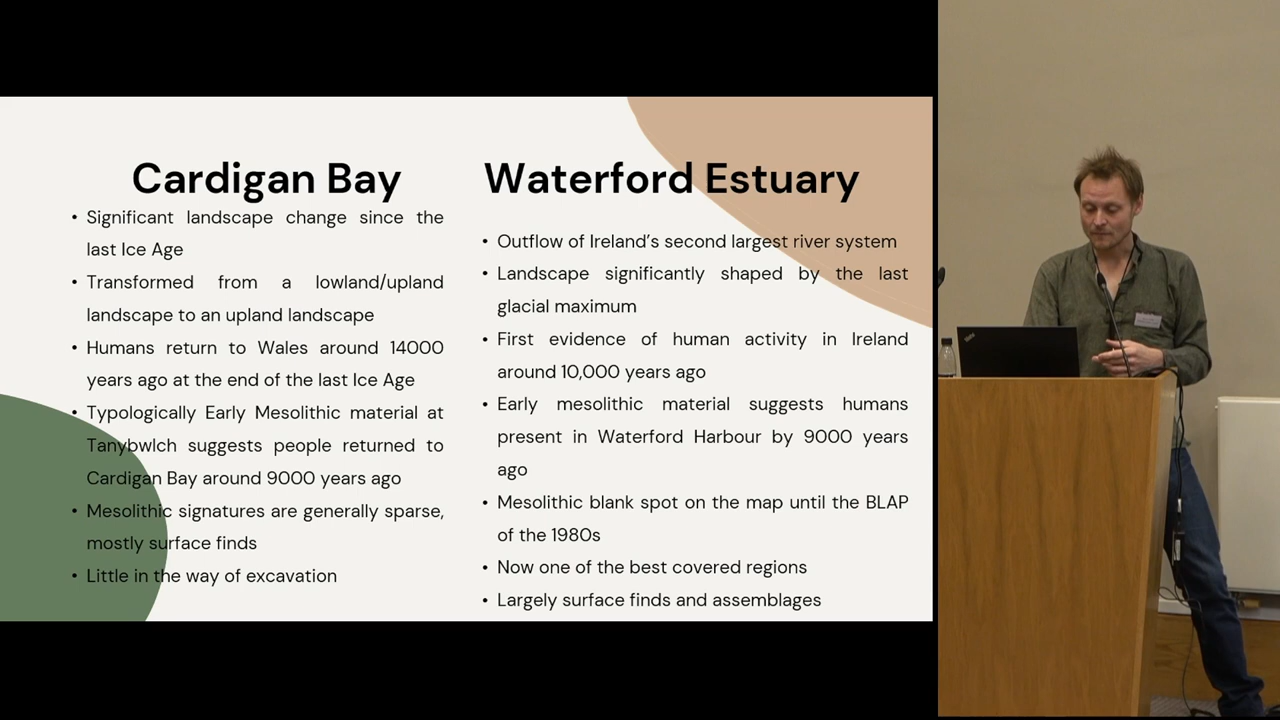 Cardigan Bay
• Significant landscape change since the
last Ice Age
• Transformed from a lowland/upland
landscape to an upland landscape
• Humans return to Wales around 14000
years ago at the end of the last Ice Age
• Typologically Early Mesolithic material at
Tanybwlch suggests people returned to
Cardigan Bay around 9000 years ago
• Mesolithic signatures are generally sparse,
mostly surface finds
• Little in the way of excavation
Waterford Estuary
• Outflow of Ireland’s second largest river system
• Landscape significantly shaped by the last
glacial maximum
• First evidence of human activity in Ireland
around 10,000 years ago
• Early mesolithic material suggests humans
present in Waterford Harbour by 9000 years
ago
• Mesolithic blank spot on the map until the BLAP
of the 1980s
• Now one of the best covered regions
• Largely surface finds and assemblages